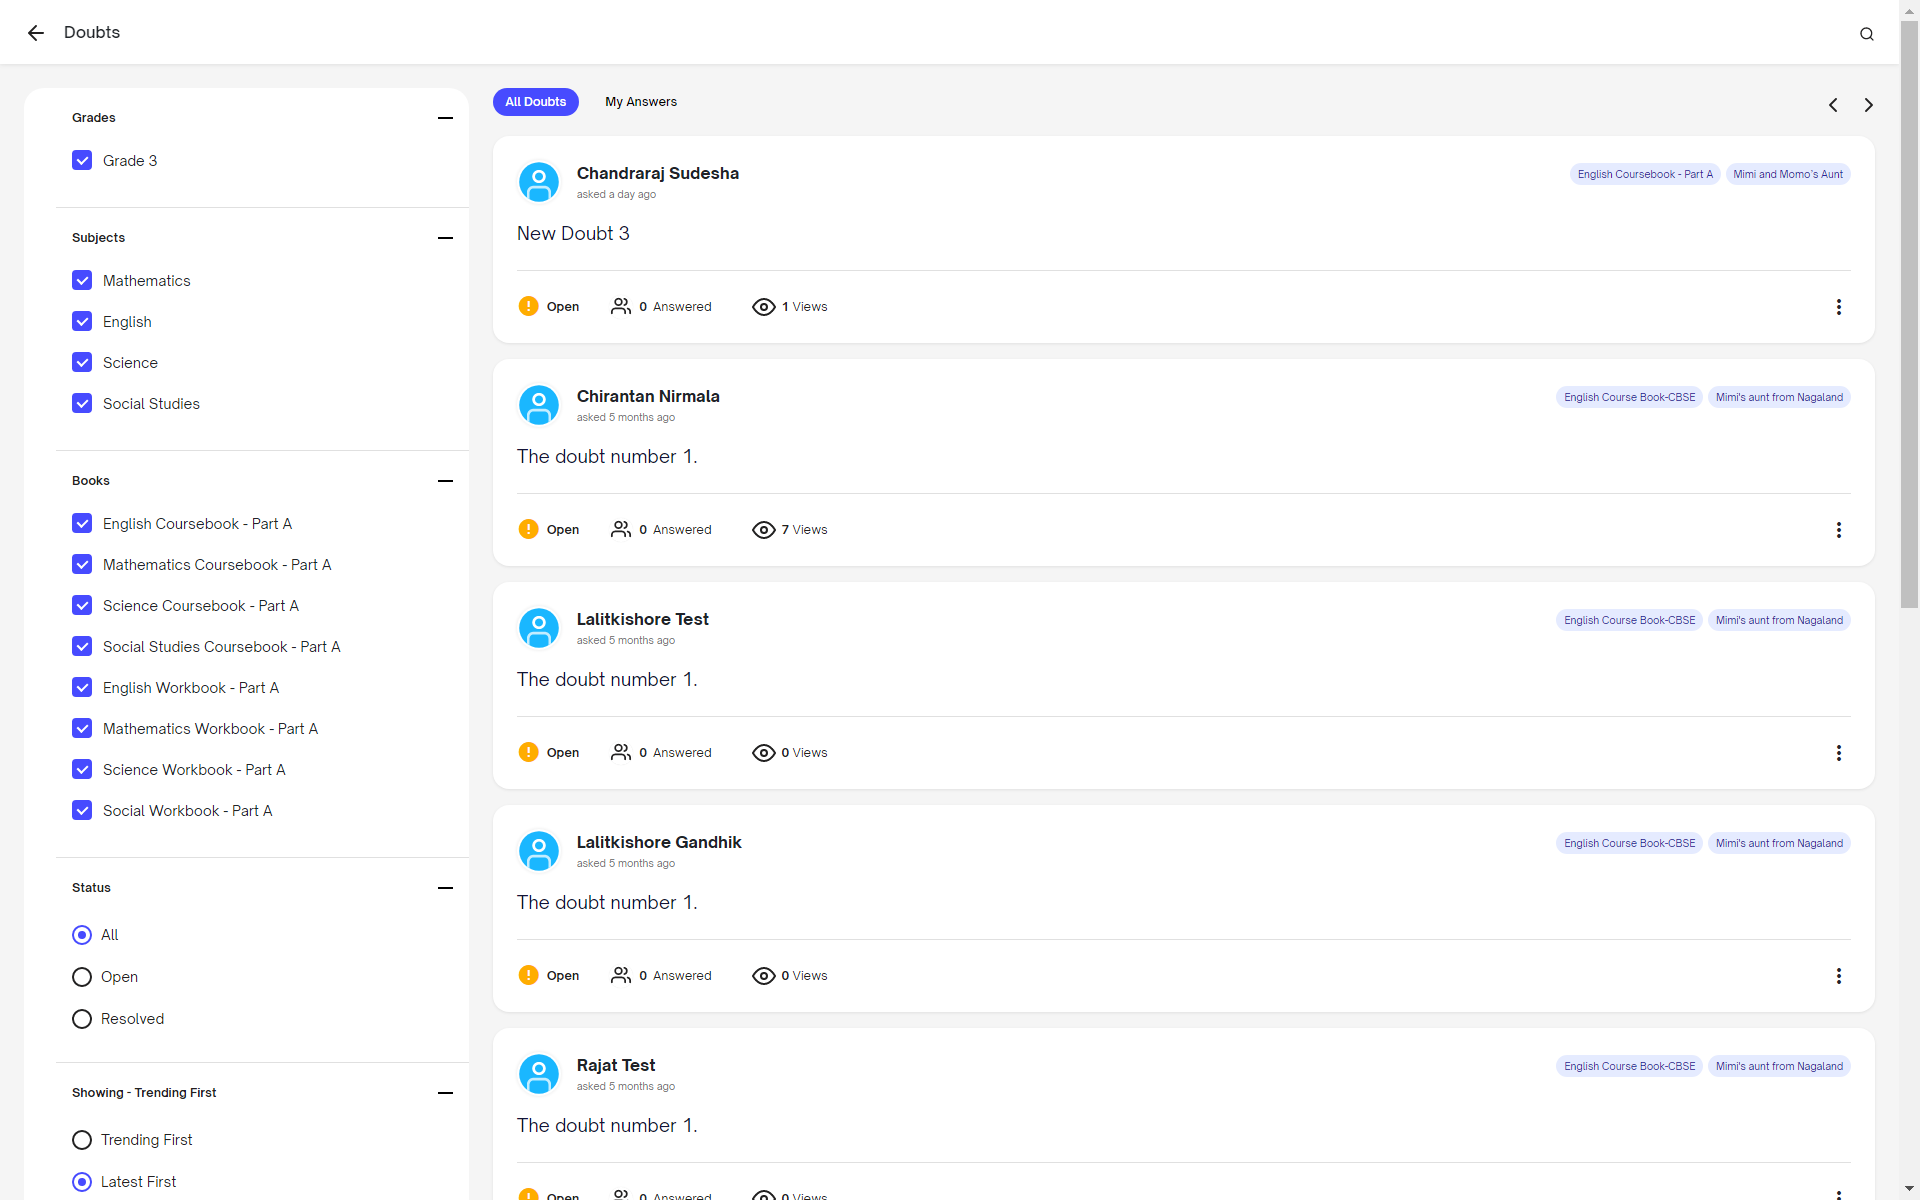 Doubts
Grades
Grade 3
Subjects
Mathematics
English
Science
Social Studies
Books
English Coursebook - Part A
Mathematics Coursebook - Part A
Science Coursebook - Part A
Social Studies Coursebook - Part A
English Workbook - Part A
Mathematics Workbook - Part A
Science Workbook - Part A
Social Workbook - Part A
Status
All
Open
Resolved
Showing - Trending First
Trending First
Latest First
All Doubts My Answers
Chandraraj Sudesha English Coursebook - Part A Mimi and Momo's Aunt
asked a day ago
New Doubt 3
Open 0 Answered 1 Views
Chirantan Nirmala English Course Book-CBSE Mimi's aunt from Nagaland
asked 5 months ago
The doubt number 1.
Open 0 Answered 7 Views
Lalitkishore Test English Course Book-CBSE Mimi's aunt from Nagaland
asked 5 months ago
The doubt number 1.
Open 0 Answered 0 Views
Lalitkishore Gandhik English Course Book-CBSE Mimi's aunt from Nagaland
asked 5 months ago
The doubt number 1.
Open 0 Answered 0 Views
Rajat Test English Course Book-CBSE Mimi's aunt from Nagaland
asked 5 months ago
The doubt number 1.
Open 0 Answered 0 Views